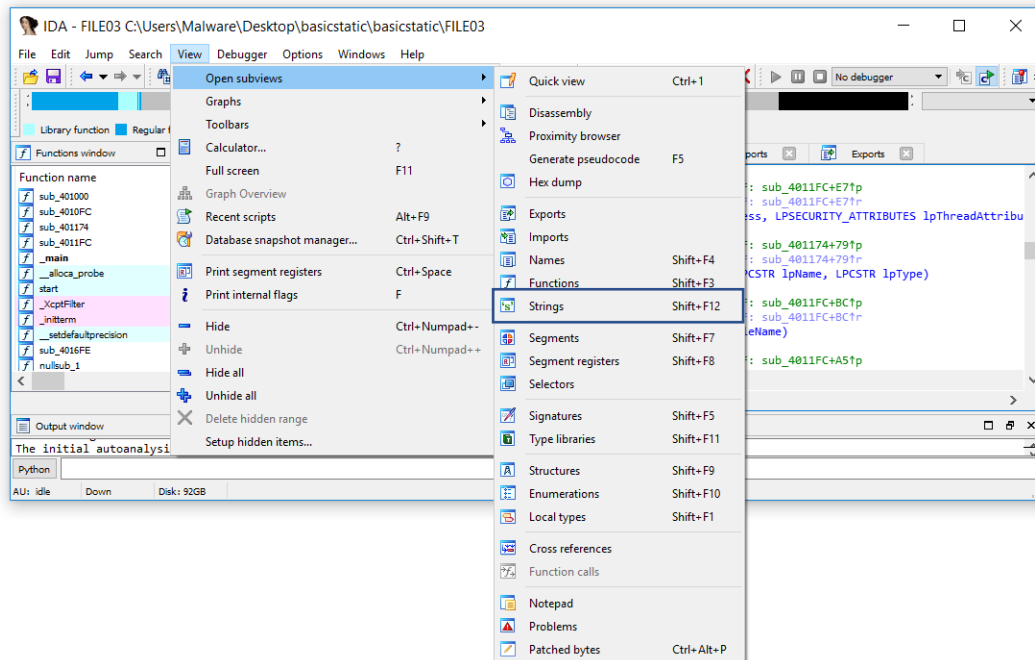 IDA - FILE03 C:\Users\Malware\Desktop\basicstatic\basicstatic\FILE03
File Edit Jump Search View Debugger Options Windows Help
No debugger
Library function Regular f
Functions window
Function name
sub_401000
sub_4010FC
sub_401174
sub_4011FC
_main
__alloca_probe
start
_XcptFilter
_initterm
__setdefaultprecision
sub_4016FE
nullsub_1
Output window
The initial autoanalysi
Python
AU: idle Down Disk: 92GB
Open subviews
Graphs
Toolbars
Calculator... ?
Full screen F11
Graph Overview
Recent scripts Alt+F9
Database snapshot manager... Ctrl+Shift+T
Print segment registers Ctrl+Space
Print internal flags F
Hide Ctrl+Numpad+-
Unhide Ctrl+Numpad++
Hide all
Unhide all
Delete hidden range
Setup hidden items...
Quick view Ctrl+1
Disassembly
Proximity browser
Generate pseudocode F5
Hex dump
Exports
Imports
Names Shift+F4
Functions Shift+F3
's' Strings Shift+F12
Segments Shift+F7
Segment registers Shift+F8
Selectors
Signatures Shift+F5
Type libraries Shift+F11
Structures Shift+F9
Enumerations Shift+F10
Local types Shift+F1
Cross references
Function calls
Notepad
Problems
Patched bytes Ctrl+Alt+P
ports Exports
: sub_4011FC+E7↑p
: sub_4011FC+E7↑r
ess, LPSECURITY_ATTRIBUTES lpThreadAttribu
: sub_401174+79↑p
: sub_401174+79↑r
PCSTR lpName, LPCSTR lpType)
: sub_4011FC+BC↑p
: sub_4011FC+BC↑r
leName)
: sub_4011FC+A5↑p